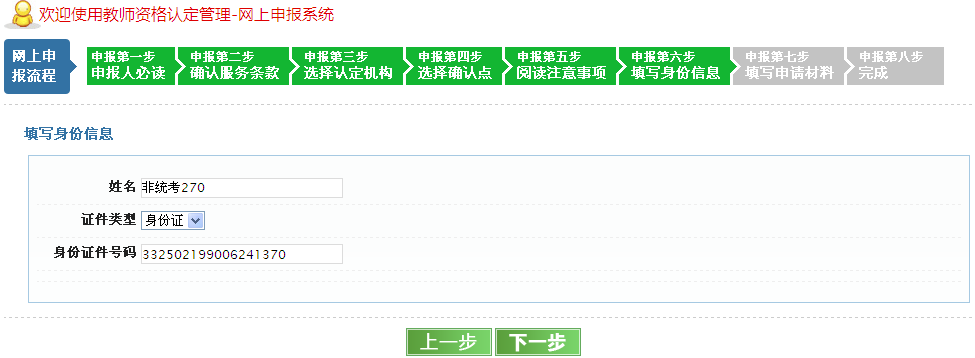 欢迎使用教师资格认定管理-网上申报系统
网上申
报流程
申报第一步
申报人必读
申报第二步
确认服务条款
申报第三步
选择认定机构
申报第四步
选择确认点
申报第五步
阅读注意事项
申报第六步
填写身份信息
申报第七步
填写申请材料
申报第八步
完成
填写身份信息
姓名 非统考270
证件类型 身份证
身份证件号码 332502199006241370
上一步 下一步